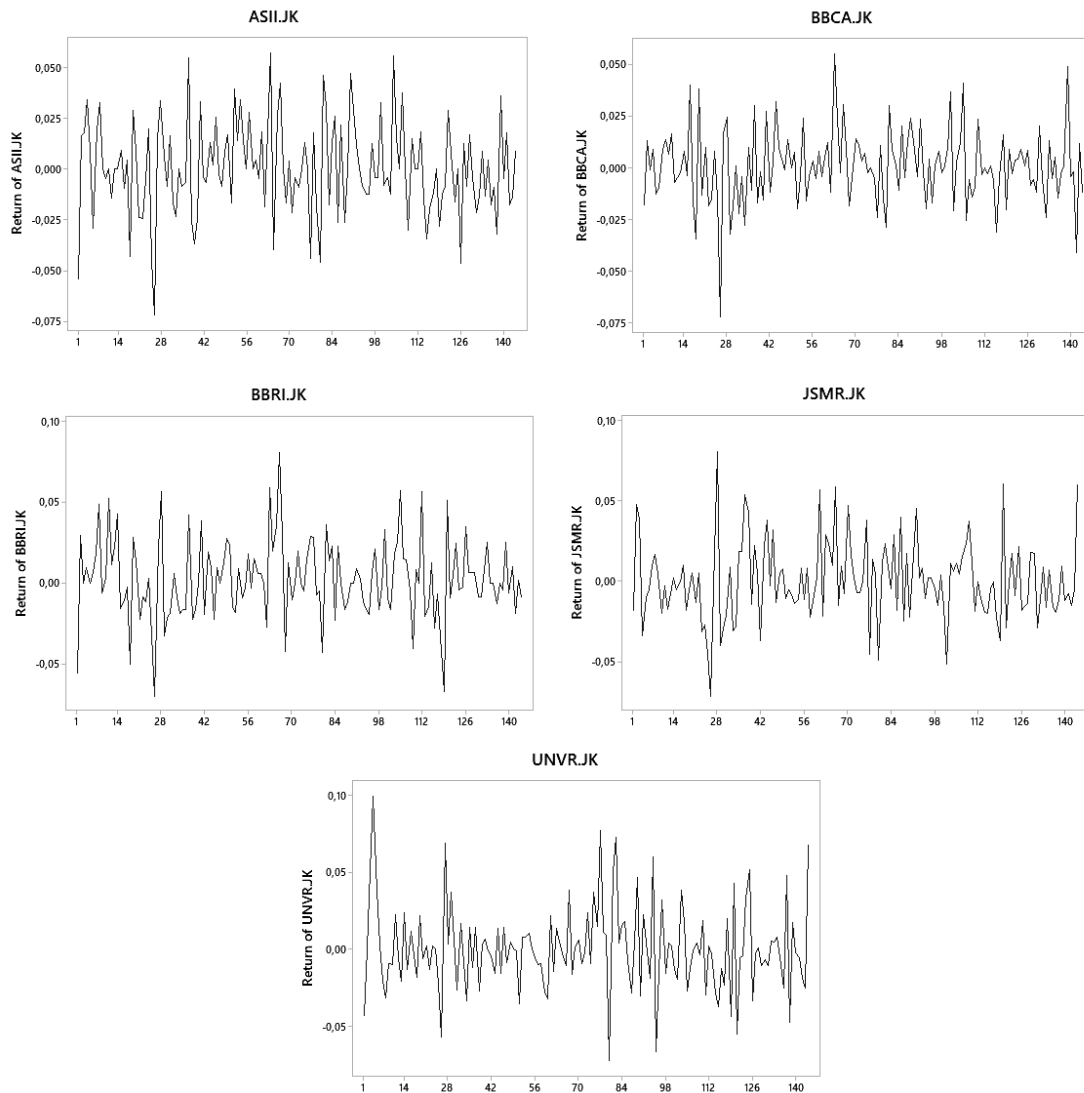 ASII.JK
Return of ASII.JK
0,050
0,025
0,000
-0,025
-0,050
-0,075
1 14 28 42 56 70 84 98 112 126 140
BBCA.JK
Return of BBCA.JK
0,050
0,025
0,000
-0,025
-0,050
-0,075
1 14 28 42 56 70 84 98 112 126 140
BBRI.JK
Return of BBRI.JK
0,10
0,05
0,00
-0,05
1 14 28 42 56 70 84 98 112 126 140
JSMR.JK
Return of JSMR.JK
0,10
0,05
0,00
-0,05
1 14 28 42 56 70 84 98 112 126 140
UNVR.JK
Return of UNVR.JK
0,10
0,05
0,00
-0,05
1 14 28 42 56 70 84 98 112 126 140